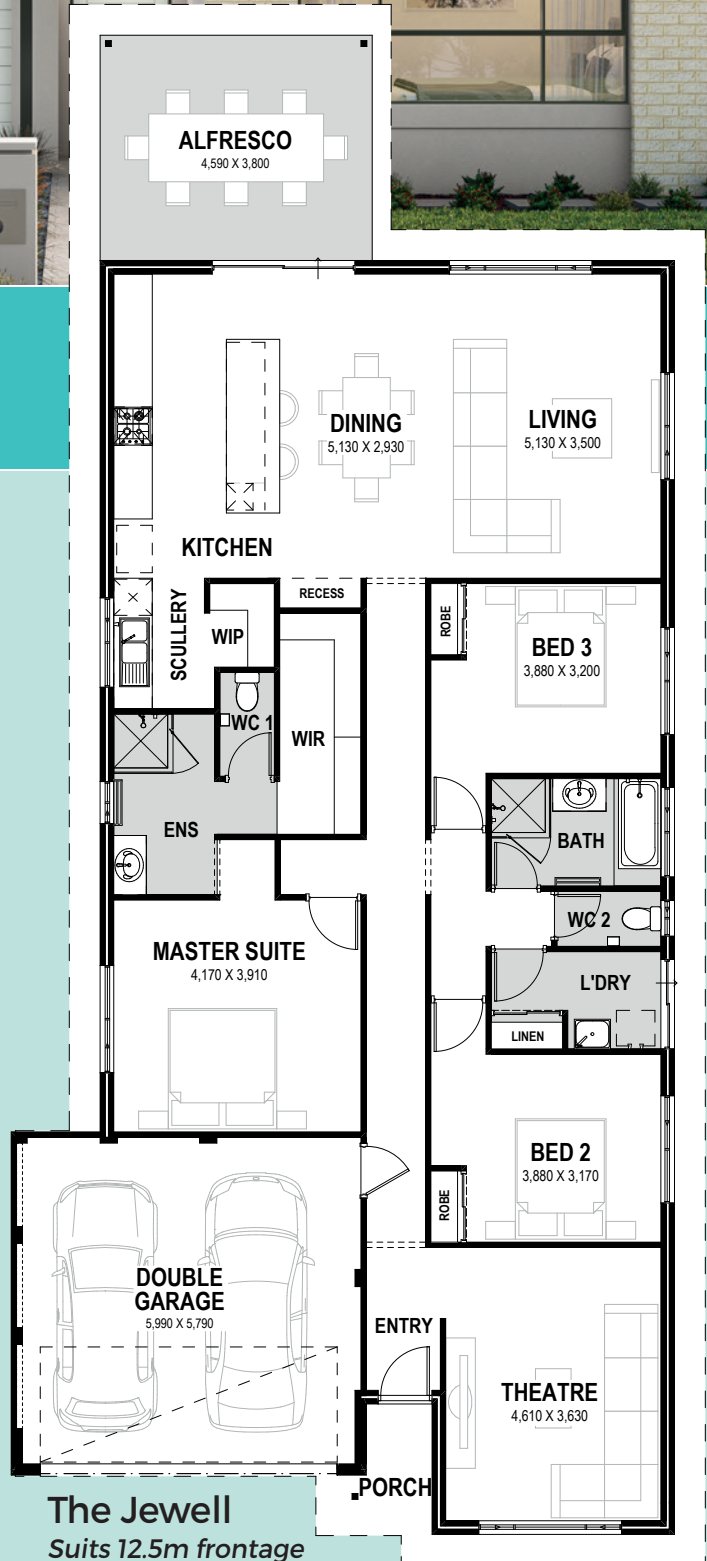 ALFRESCO
4,590 X 3,800
DINING
5,130 X 2,930
LIVING
5,130 X 3,500
KITCHEN
RECESS
SCULLERY
WIP
ROBE
BED 3
3,880 X 3,200
WC 1
WIR
ENS
BATH
WC 2
MASTER SUITE
4,170 X 3,910
L'DRY
LINEN
BED 2
3,880 X 3,170
ROBE
DOUBLE
GARAGE
5,990 X 5,790
ENTRY
THEATRE
4,610 X 3,630
PORCH
The Jewell
Suits 12.5m frontage